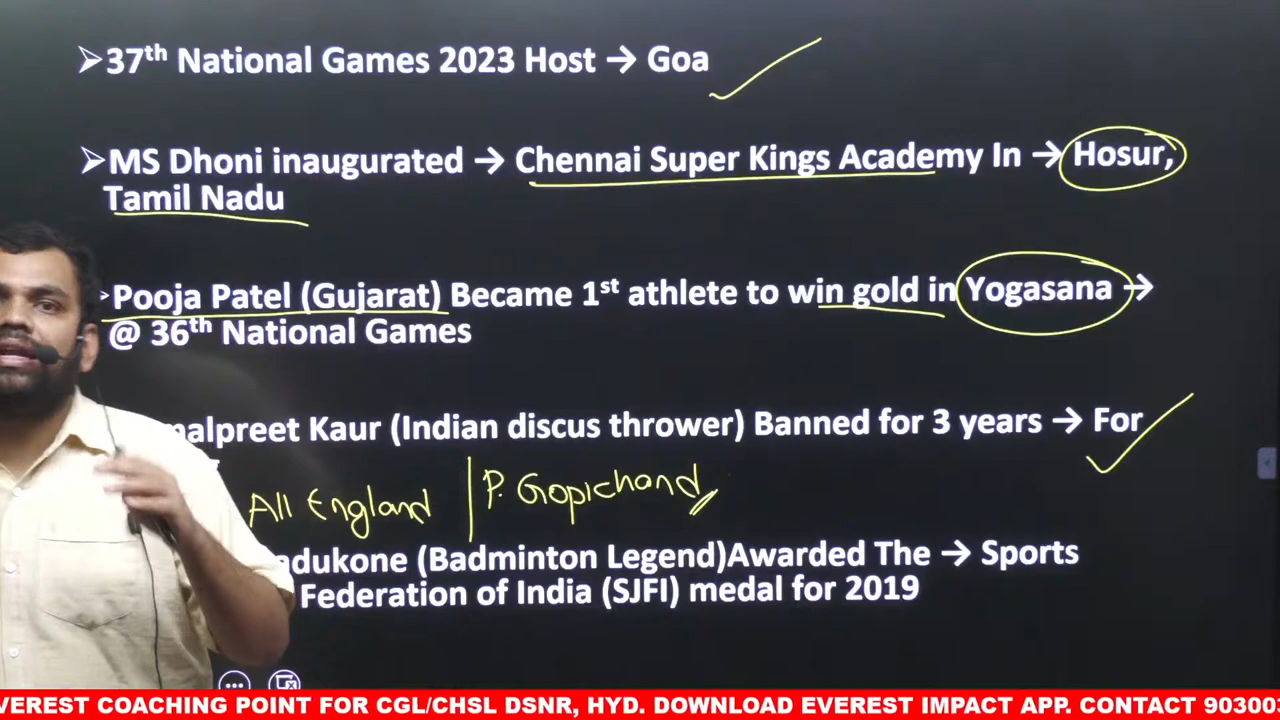 ➢37th National Games 2023 Host → Goa
➢MS Dhoni inaugurated → Chennai Super Kings Academy In → Hosur,
Tamil Nadu
Pooja Patel (Gujarat) Became 1st athlete to win gold in Yogasana →
@ 36th National Games
Kaur (Indian discus thrower) Banned for 3 years → For
All England | P. Gopichand
(Badminton Legend)Awarded The → Sports
Federation of India (SJFI) medal for 2019
EVEREST COACHING POINT FOR CGL/CHSL DSNR, HYD. DOWNLOAD EVEREST IMPACT APP. CONTACT 90300